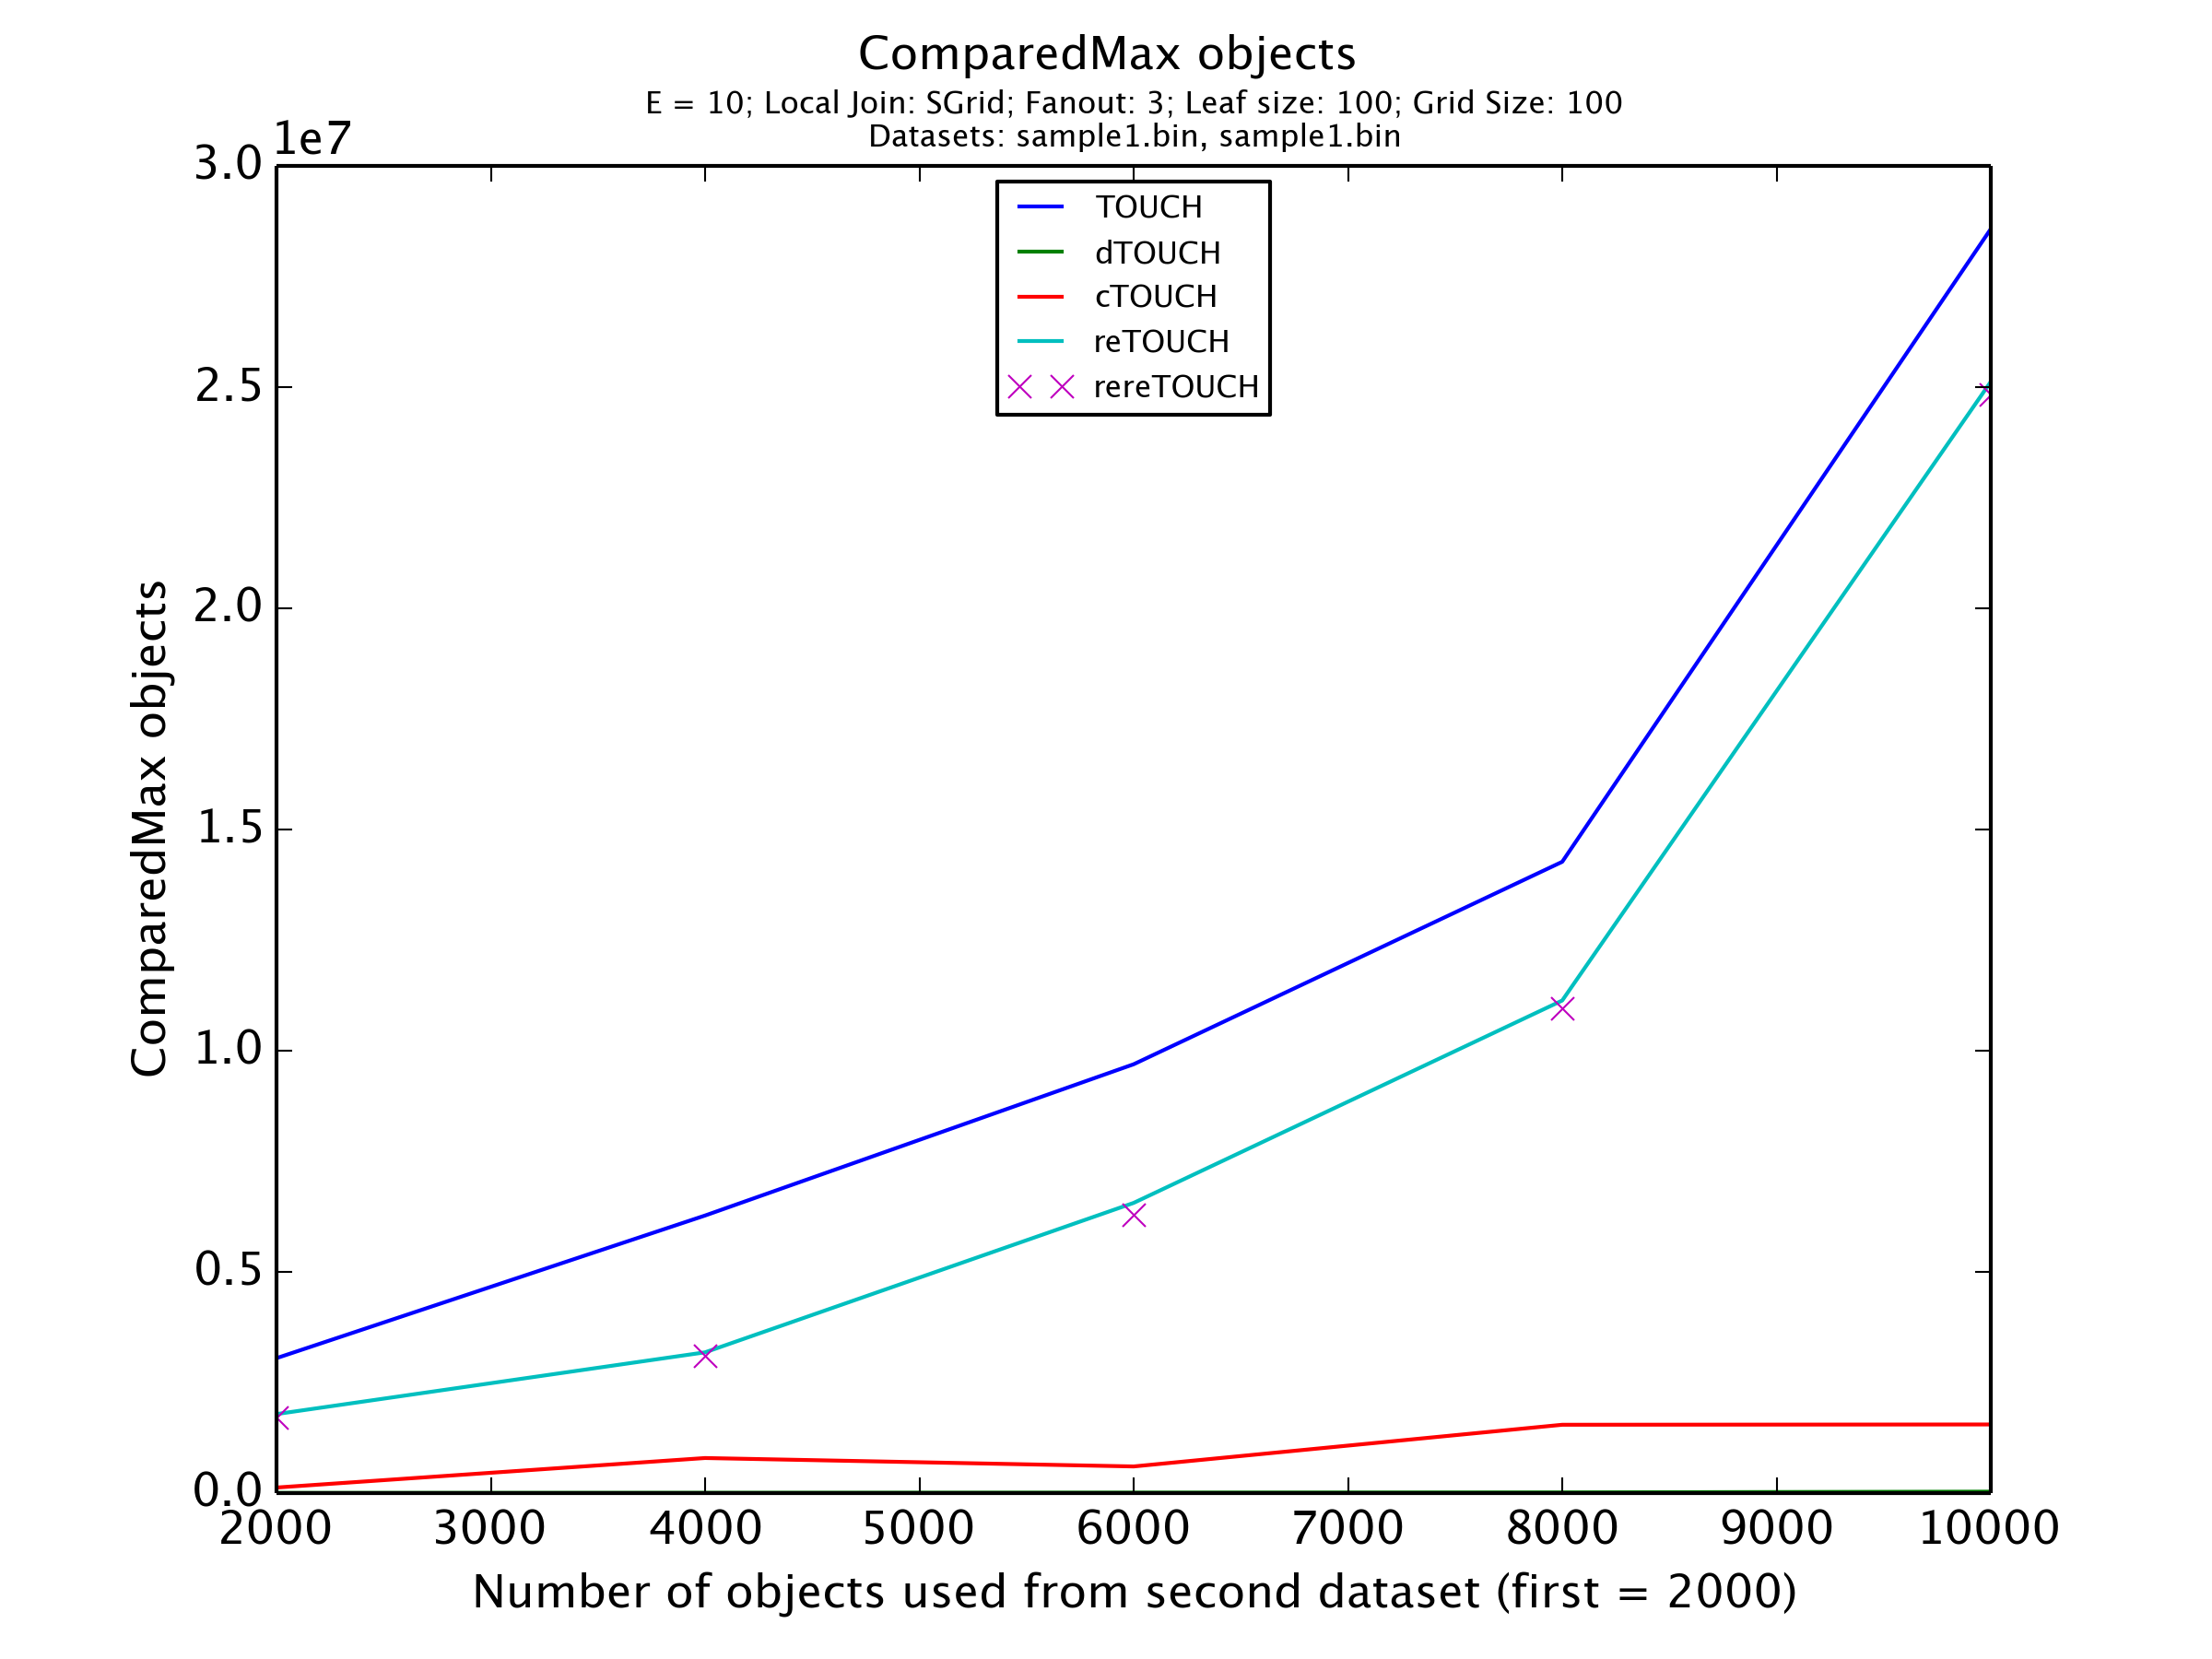 ComparedMax objects
E = 10; Local Join: SGrid; Fanout: 3; Leaf size: 100; Grid Size: 100
Datasets: sample1.bin, sample1.bin
1e7
3.0
2.5
2.0
1.5
1.0
0.5
0.0
ComparedMax objects
TOUCH
dTOUCH
cTOUCH
reTOUCH
rereTOUCH
2000 3000 4000 5000 6000 7000 8000 9000 10000
Number of objects used from second dataset (first = 2000)